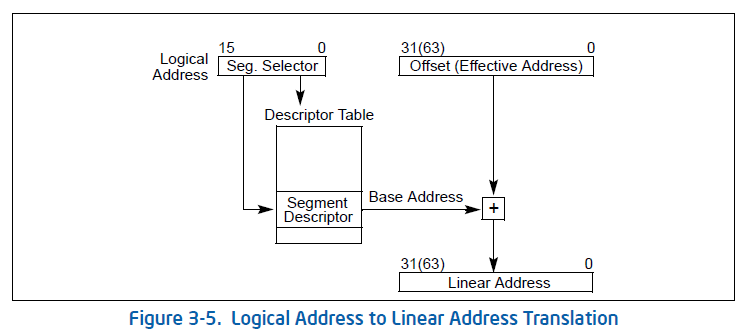 15 0
31(63) 0
Logical
Address
Seg. Selector
Offset (Effective Address)
Descriptor Table
Segment
Descriptor
Base Address
+
31(63) 0
Linear Address
Figure 3-5. Logical Address to Linear Address Translation